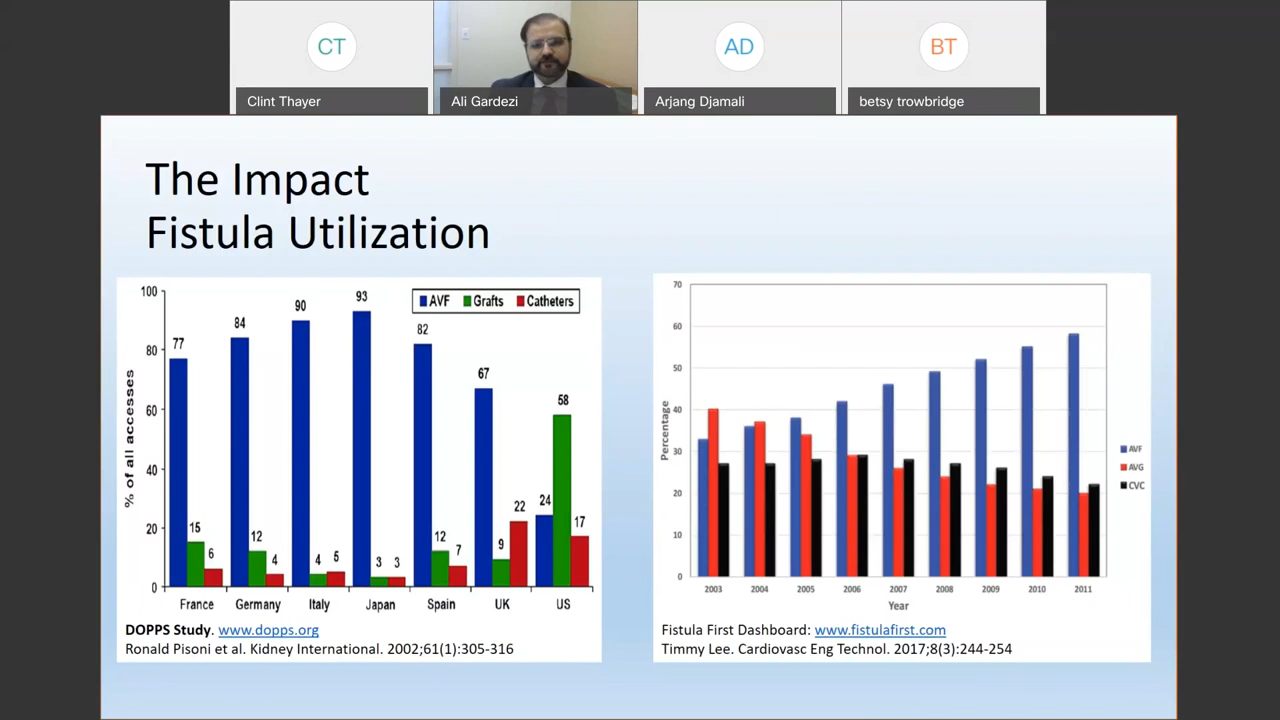 CT
AD
BT
Clint Thayer
Ali Gardezi
Arjang Djamali
betsy trowbridge
The Impact
Fistula Utilization
AVF Grafts Catheters
% of all accesses
100
80
60
40
20
0
77
15
6
84
12
4
90
4
5
93
3
3
82
12
7
67
9
22
24
58
17
France Germany Italy Japan Spain UK US
DOPPS Study. www.dopps.org
Ronald Pisoni et al. Kidney International. 2002;61(1):305-316
Percentage
70
60
50
40
30
20
10
0
2003 2004 2005 2006 2007 2008 2009 2010 2011
Year
AVF
AVG
CVC
Fistula First Dashboard: www.fistulafirst.com
Timmy Lee. Cardiovasc Eng Technol. 2017;8(3):244-254